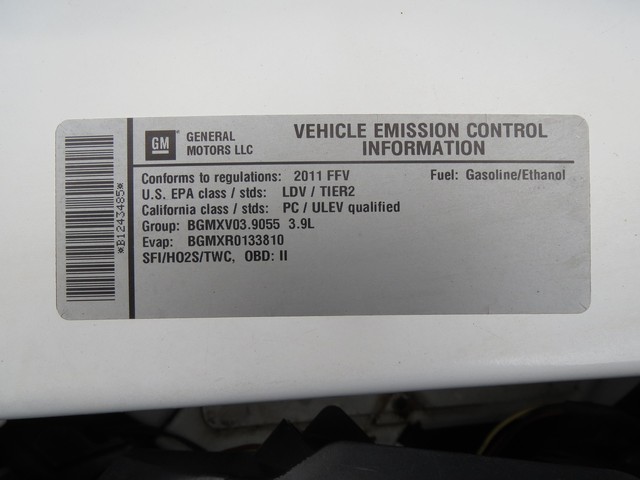 GM
GENERAL
MOTORS LLC
VEHICLE EMISSION CONTROL
INFORMATION
Conforms to regulations: 2011 FFV Fuel: Gasoline/Ethanol
U.S. EPA class / stds: LDV / TIER2
California class / stds: PC / ULEV qualified
Group: BGMXV03.9055 3.9L
Evap: BGMXR0133810
SFI/HO2S/TWC, OBD: II
*B1243485*